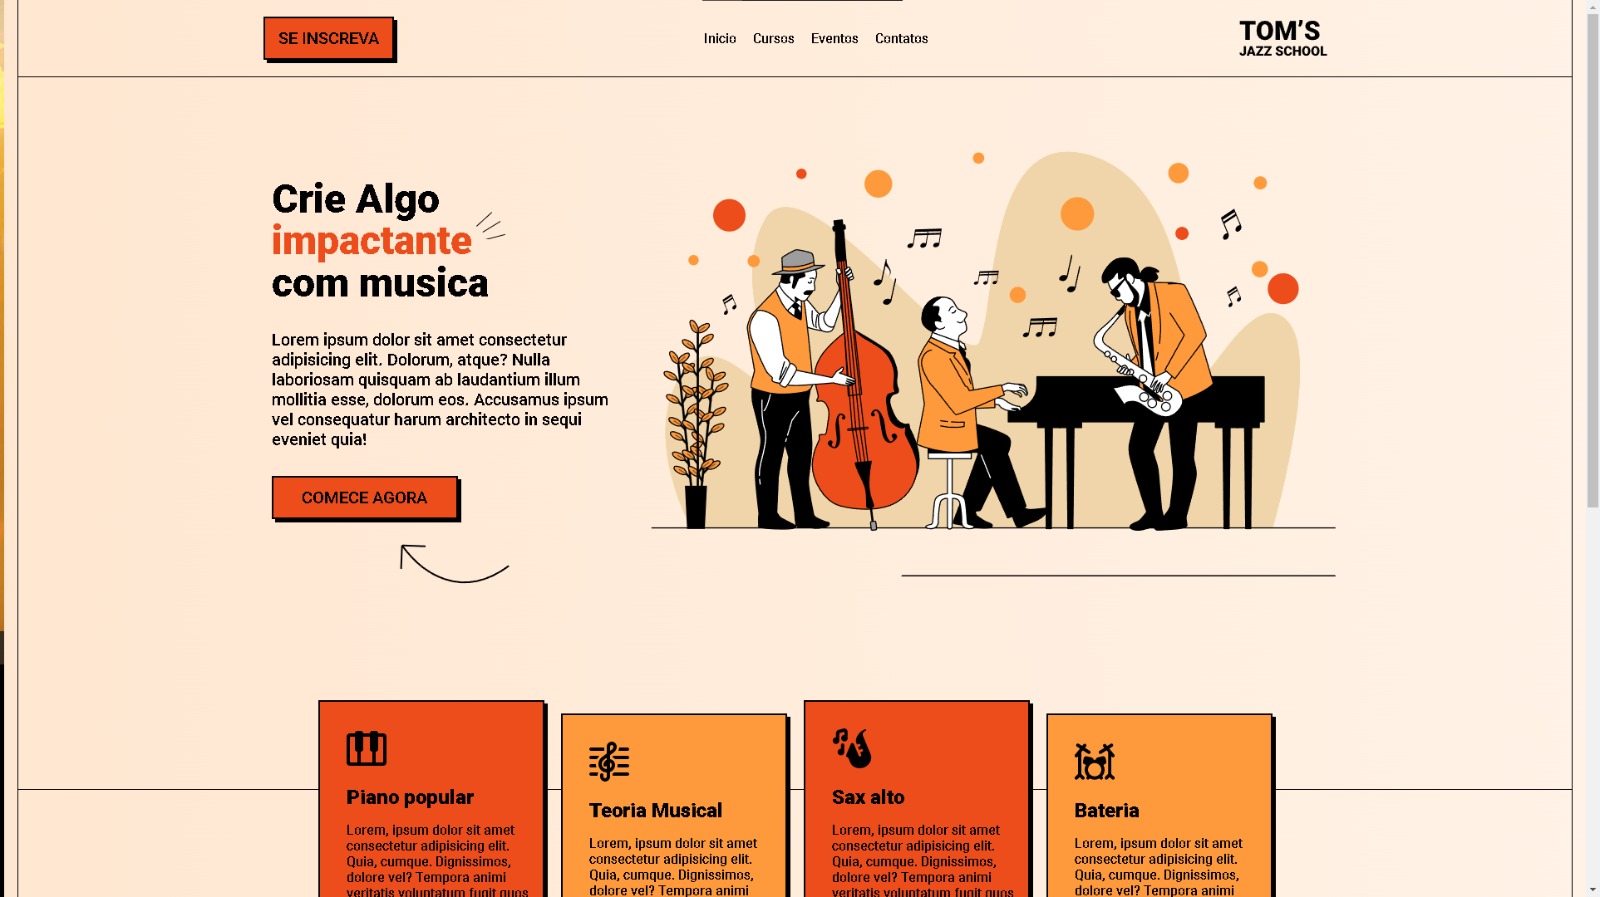 SE INSCREVA
Inicio Cursos Eventos Contatos
TOM'S
JAZZ SCHOOL
Crie Algo
impactante
com musica
Lorem ipsum dolor sit amet consectetur
adipisicing elit. Dolorum, atque? Nulla
laboriosam quisquam ab laudantium illum
mollitia esse, dolorum eos. Accusamus ipsum
vel consequatur harum architecto in sequi
eveniet quia!
COMECE AGORA
Piano popular
Lorem, ipsum dolor sit amet
consectetur adipisicing elit.
Quia, cumque. Dignissimos,
dolore vel? Tempora animi
veritatis voluptatum fugit quos
Teoria Musical
Lorem, ipsum dolor sit amet
consectetur adipisicing elit.
Quia, cumque. Dignissimos,
dolore vel? Tempora animi
Sax alto
Lorem, ipsum dolor sit amet
consectetur adipisicing elit.
Quia, cumque. Dignissimos,
dolore vel? Tempora animi
veritatis voluptatum fugit quos
Bateria
Lorem, ipsum dolor sit amet
consectetur adipisicing elit.
Quia, cumque. Dignissimos,
dolore vel? Tempora animi